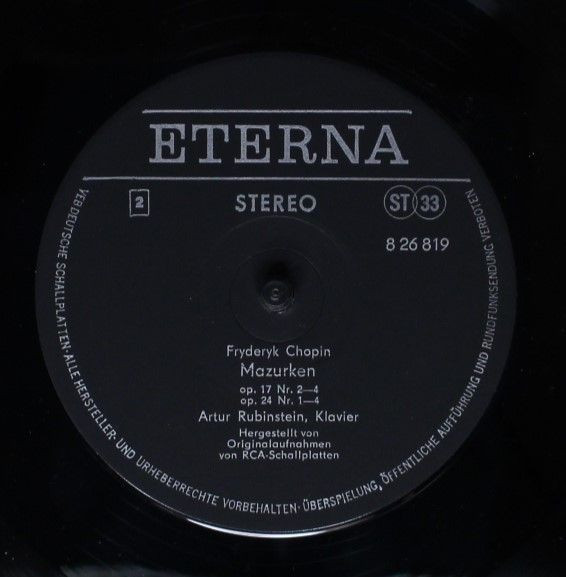 ETERNA
2 STEREO ST 33
8 26 819
Fryderyk Chopin
Mazurken
op. 17 Nr. 2—4
op. 24 Nr. 1—4
Artur Rubinstein, Klavier
Hergestellt von
Originalaufnahmen
von RCA-Schallplatten
VEB DEUTSCHE SCHALLPLATTEN·ALLE HERSTELLER- UND URHEBERRECHTE VORBEHALTEN·ÜBERSPIELUNG, ÖFFENTLICHE AUFFÜHRUNG UND RUNDFUNKSENDUNG VERBOTEN